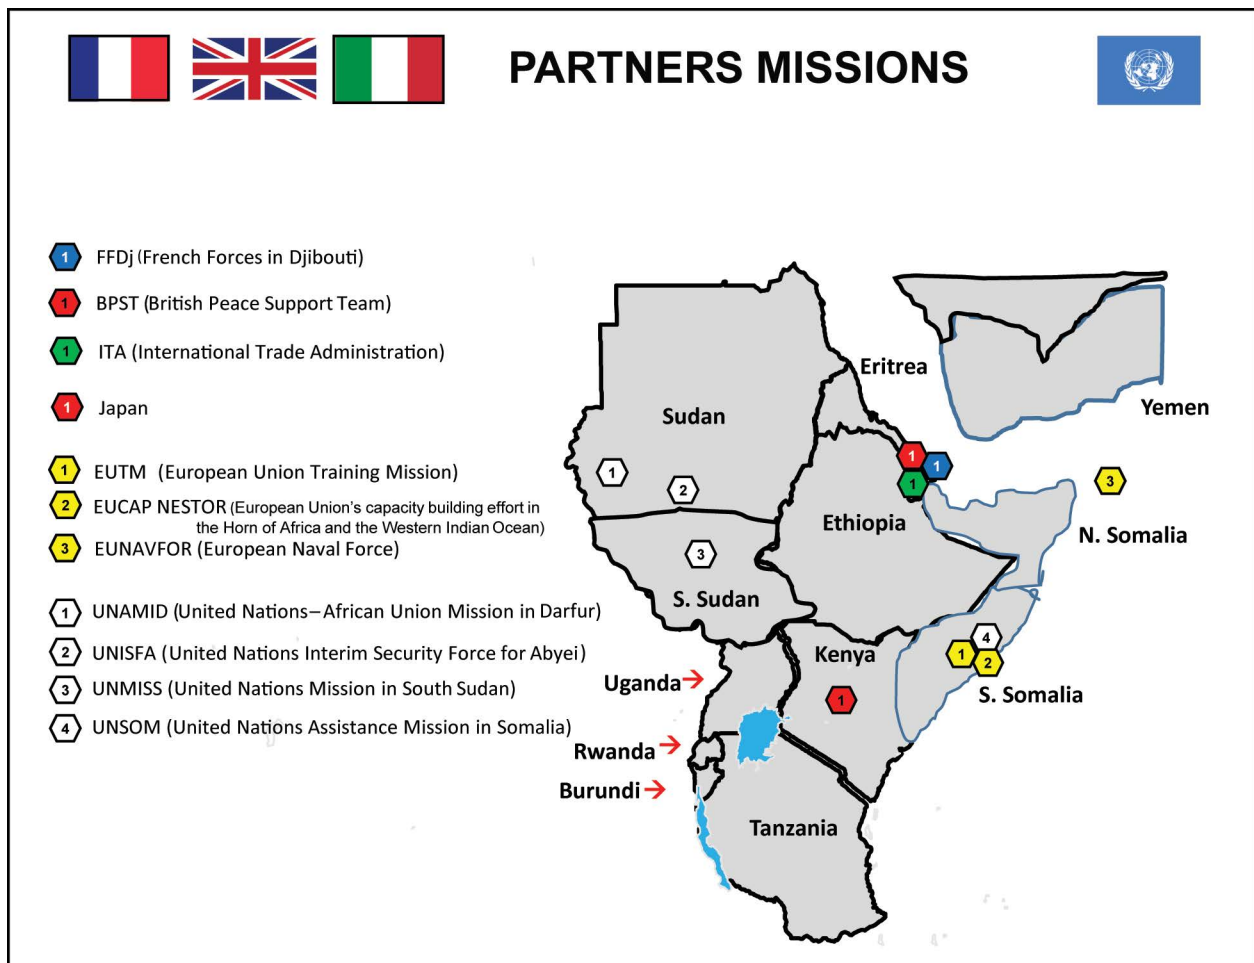 PARTNERS MISSIONS
1 FFDj (French Forces in Djibouti)
1 BPST (British Peace Support Team)
1 ITA (International Trade Administration)
1 Japan
1 EUTM (European Union Training Mission)
2 EUCAP NESTOR (European Union's capacity building effort in
the Horn of Africa and the Western Indian Ocean)
3 EUNAVFOR (European Naval Force)
1 UNAMID (United Nations–African Union Mission in Darfur)
2 UNISFA (United Nations Interim Security Force for Abyei)
3 UNMISS (United Nations Mission in South Sudan)
4 UNSOM (United Nations Assistance Mission in Somalia)
Eritrea
Yemen
Sudan
1
2
1
1
1
3
Ethiopia
N. Somalia
3
S. Sudan
4
1
2
Kenya
S. Somalia
Uganda
1
Rwanda
Burundi
Tanzania